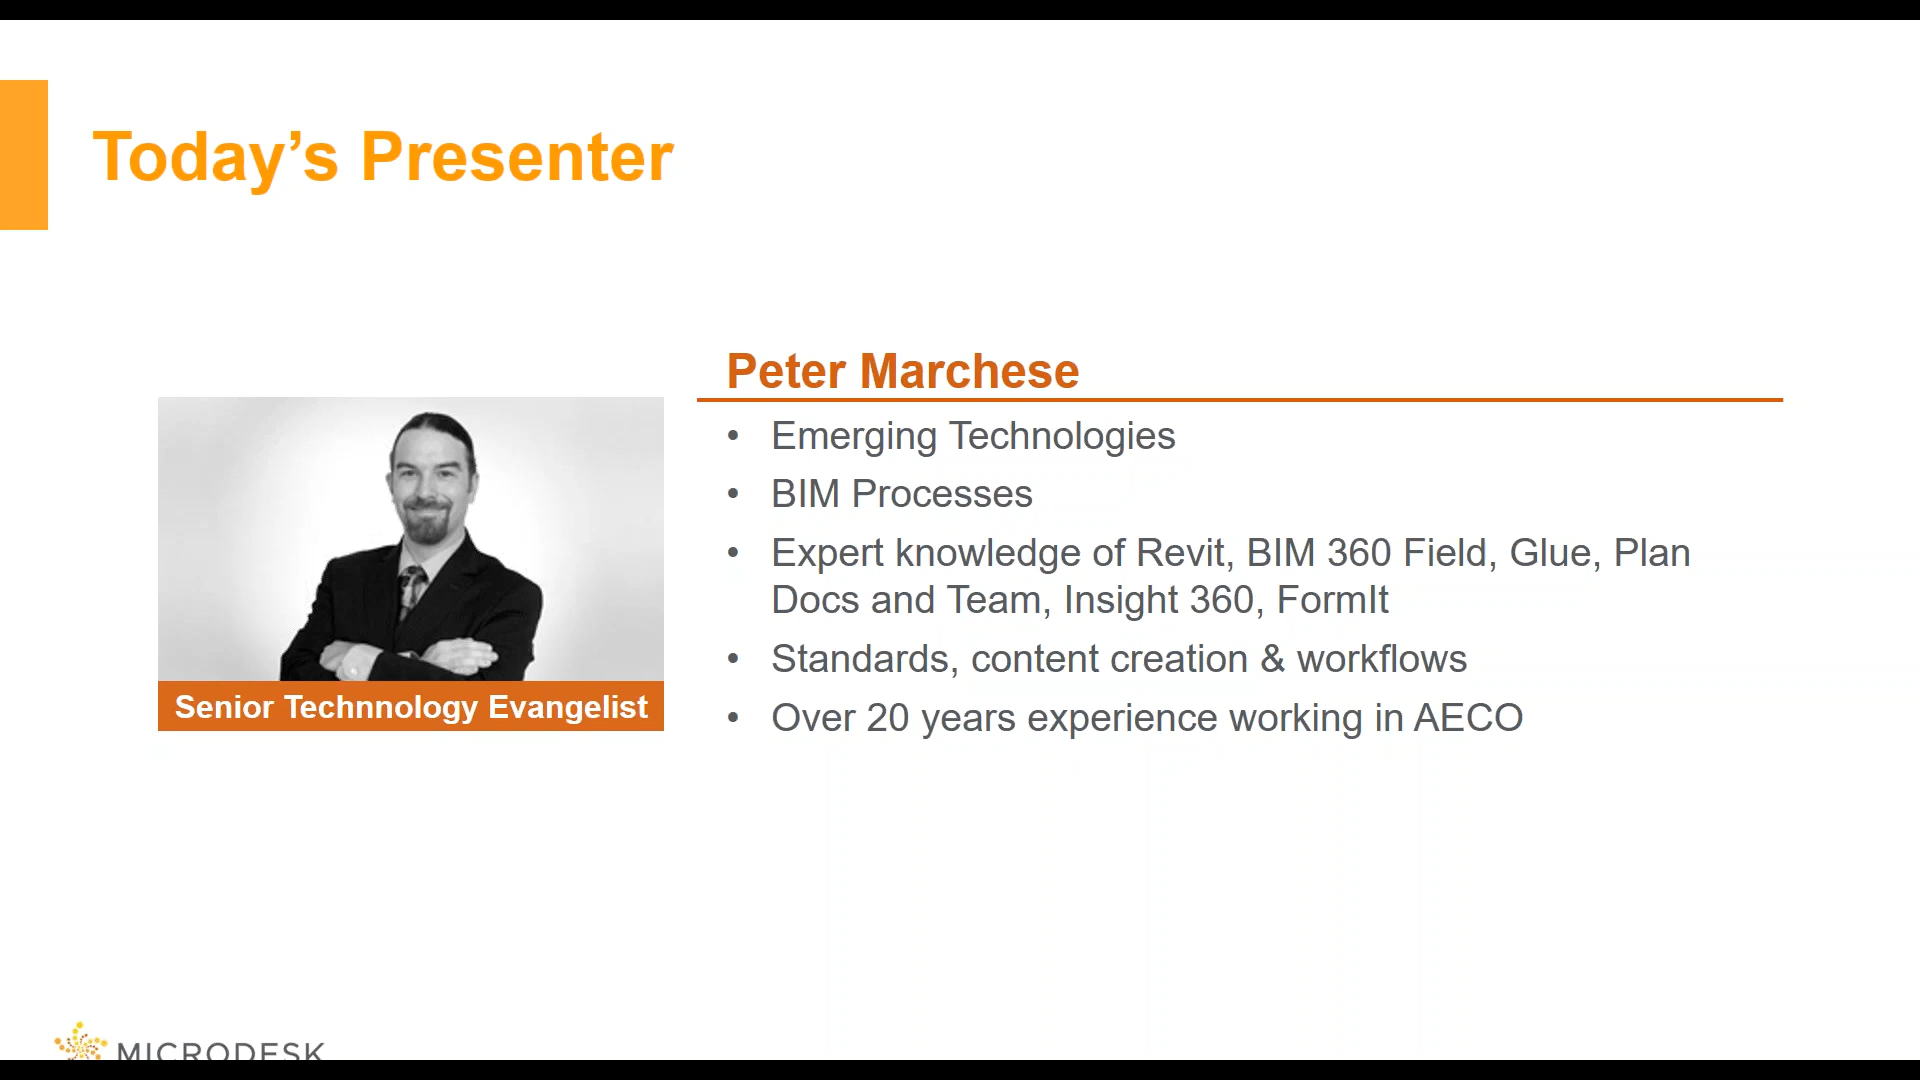 Today’s Presenter
Peter Marchese
• Emerging Technologies
• BIM Processes
• Expert knowledge of Revit, BIM 360 Field, Glue, Plan
Docs and Team, Insight 360, FormIt
• Standards, content creation & workflows
• Over 20 years experience working in AECO
Senior Technnology Evangelist
MICRODESK